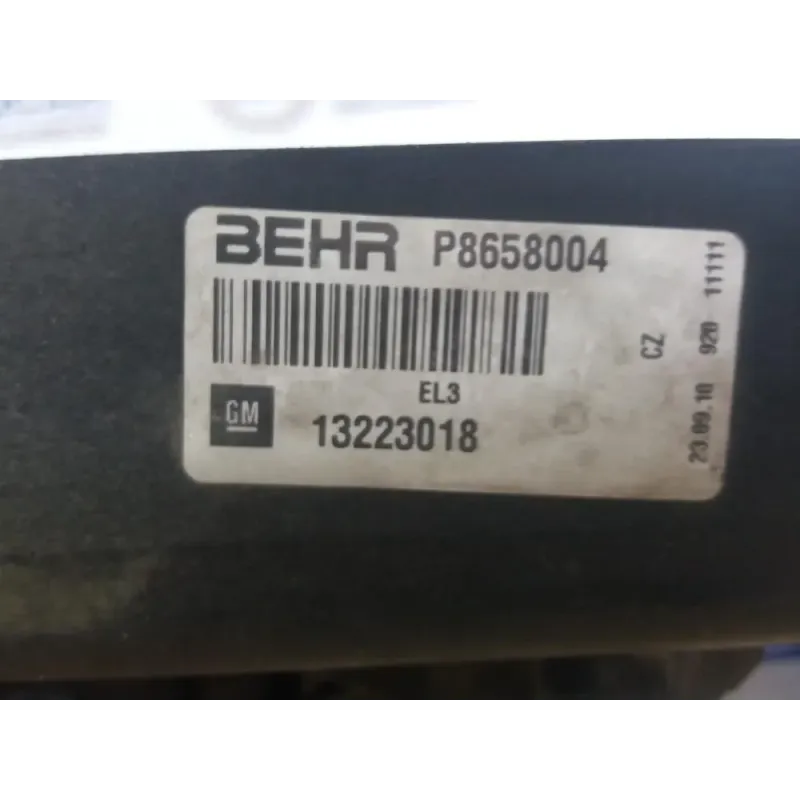 BEHR P8658004
EL3
GM
13223018
CZ
23.09.10 920 11111